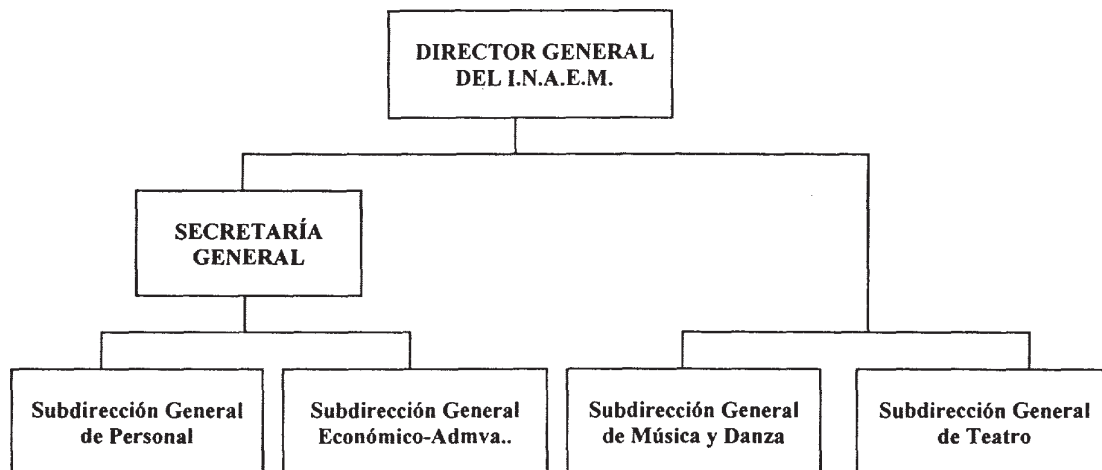 DIRECTOR GENERAL
DEL I.N.A.E.M.
SECRETARÍA
GENERAL
Subdirección General
de Personal
Subdirección General
Económico-Admva..
Subdirección General
de Música y Danza
Subdirección General
de Teatro